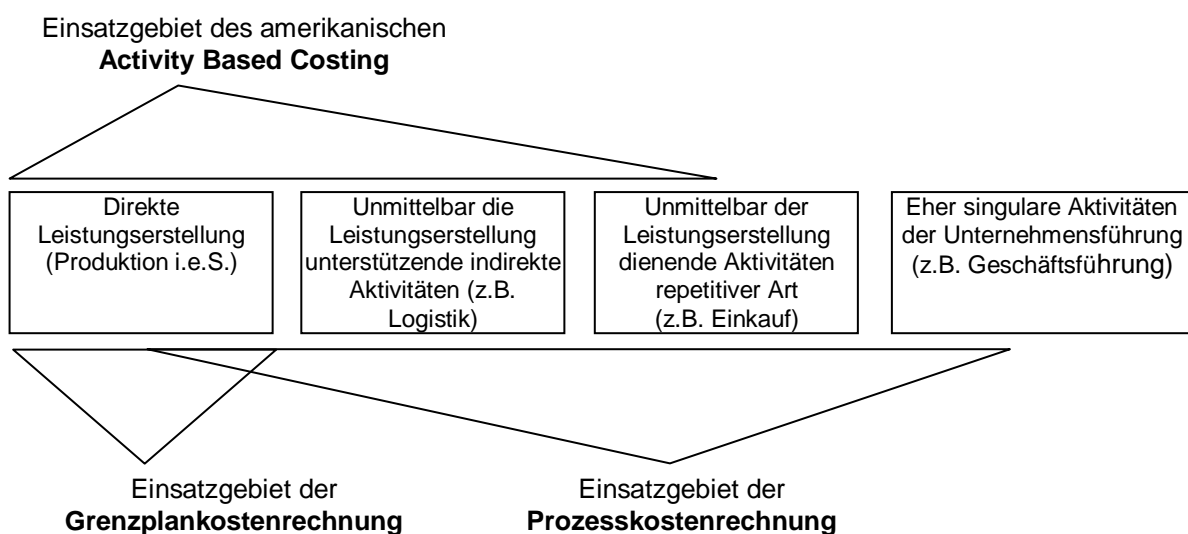 Einsatzgebiet des amerikanischen
Activity Based Costing
Direkte
Leistungserstellung
(Produktion i.e.S.)
Unmittelbar die
Leistungserstellung
unterstützende indirekte
Aktivitäten (z.B.
Logistik)
Unmittelbar der
Leistungserstellung
dienende Aktivitäten
repetitiver Art
(z.B. Einkauf)
Eher singulare Aktivitäten
der Unternehmensführung
(z.B. Geschäftsführung)
Einsatzgebiet der
Grenzplankostenrechnung
Einsatzgebiet der
Prozesskostenrechnung